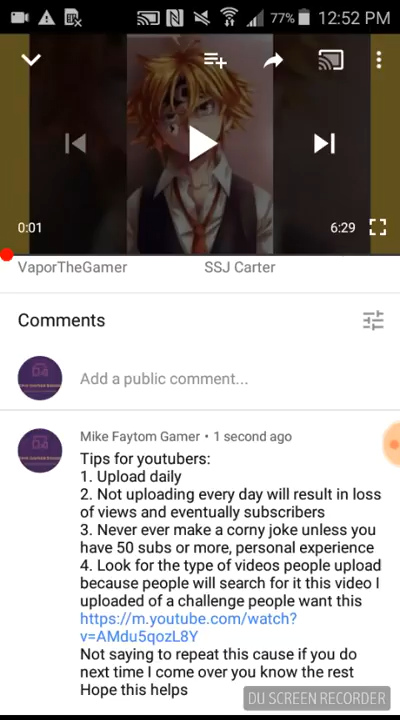 77% 12:52 PM
0:01 6:29
VaporTheGamer SSJ Carter
Comments
Add a public comment...
Mike Faytom Gamer • 1 second ago
Tips for youtubers:
1. Upload daily
2. Not uploading every day will result in loss
of views and eventually subscribers
3. Never ever make a corny joke unless you
have 50 subs or more, personal experience
4. Look for the type of videos people upload
because people will search for it this video I
uploaded of a challenge people want this
https://m.youtube.com/watch?
v=AMdu5qozL8Y
Not saying to repeat this cause if you do
next time I come over you know the rest
Hope this helps
DU SCREEN RECORDER